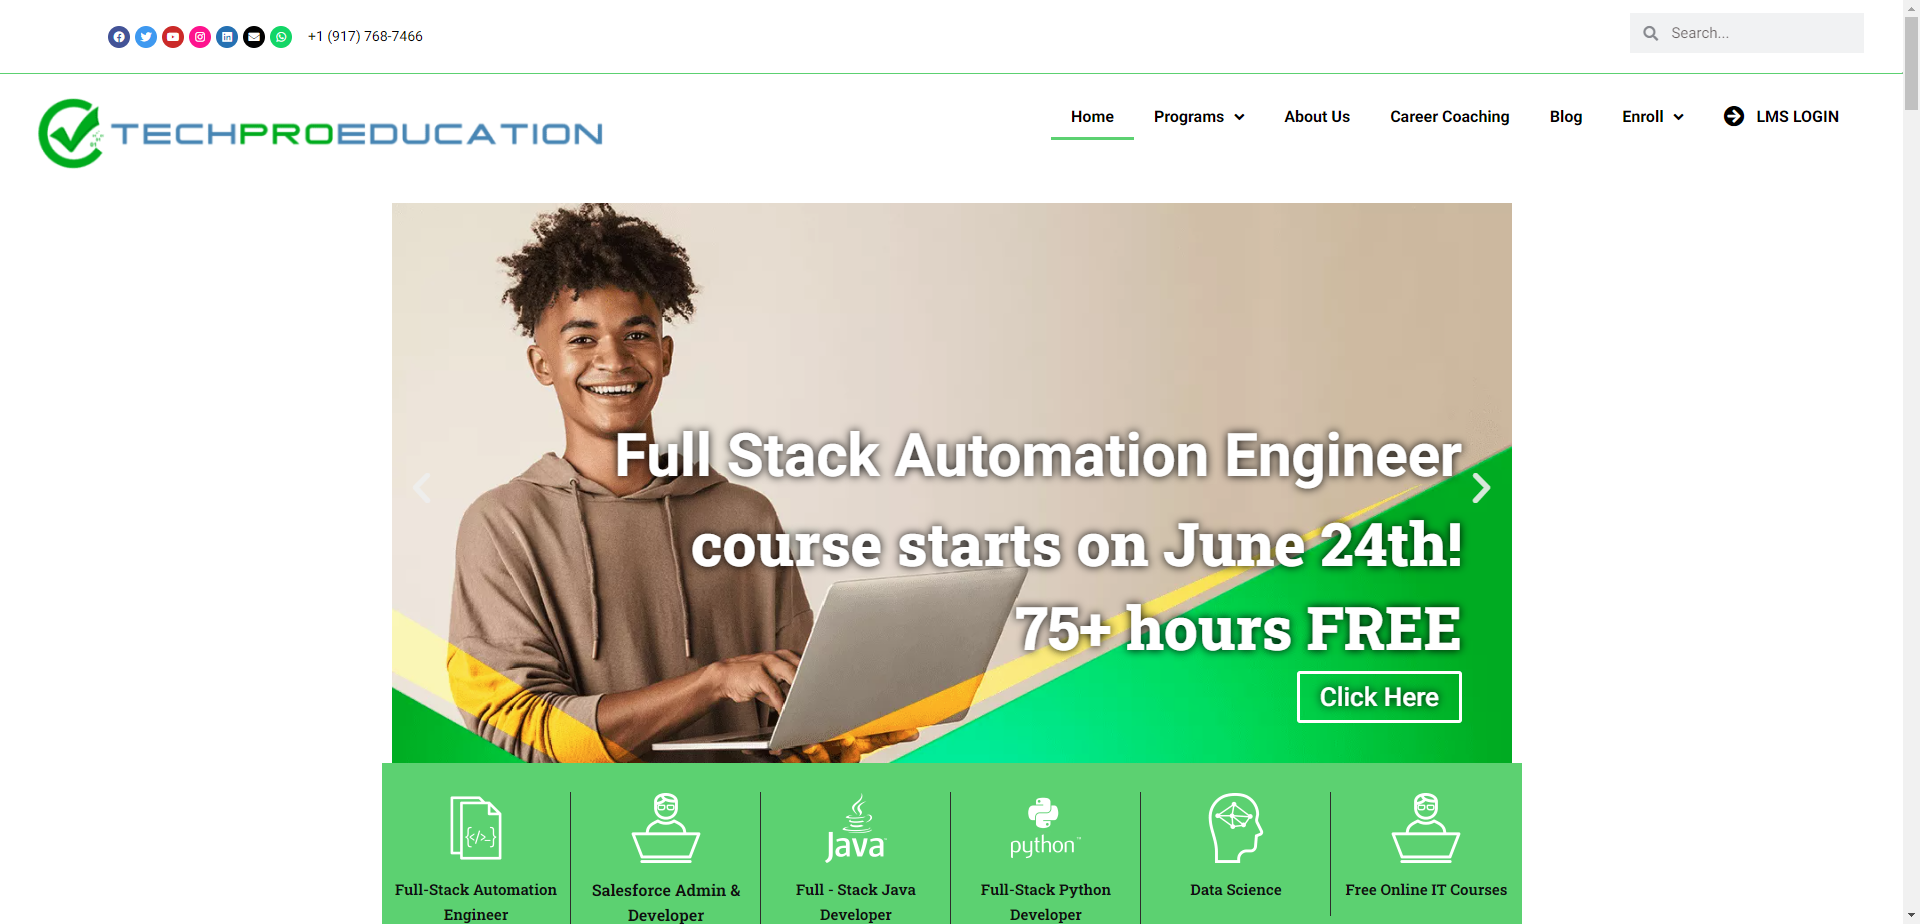 +1 (917) 768-7466
Search...
TECHPROEDUCATION
Home Programs About Us Career Coaching Blog Enroll LMS LOGIN
Full Stack Automation Engineer
course starts on June 24th!
75+ hours FREE
Click Here
{</>_}
Java
python™
Full-Stack Automation
Engineer
Salesforce Admin &
Developer
Full - Stack Java
Developer
Full-Stack Python
Developer
Data Science
Free Online IT Courses